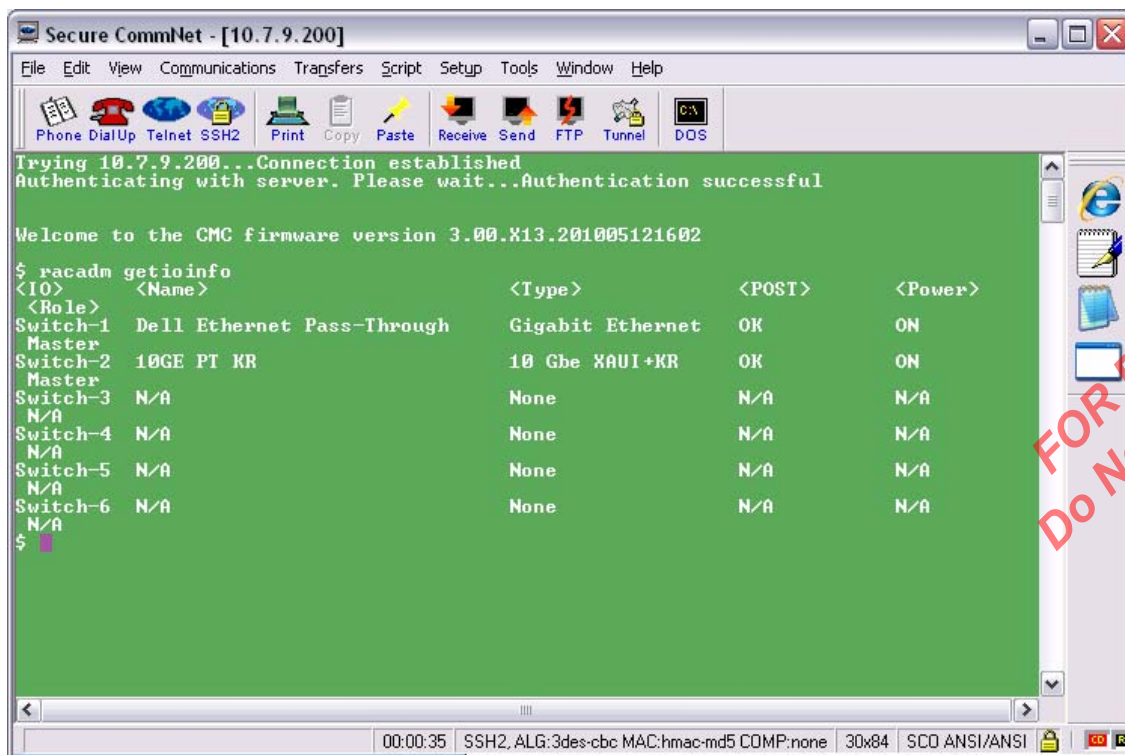 Secure CommNet - [10.7.9.200]
File Edit View Communications Transfers Script Setup Tools Window Help
Phone DialUp Telnet SSH2 Print Copy Paste Receive Send FTP Tunnel DOS
C:\
Trying 10.7.9.200...Connection established
Authenticating with server. Please wait...Authentication successful
Welcome to the CMC firmware version 3.00.X13.201005121602
$ racadm getioinfo
<IO> <Name> <Type> <POST> <Power>
<Role>
Switch-1 Dell Ethernet Pass-Through Gigabit Ethernet OK ON
Master
Switch-2 10GE PT KR 10 Gbe XAUI+KR OK ON
Master
Switch-3 N/A None N/A N/A
N/A
Switch-4 N/A None N/A N/A
N/A
Switch-5 N/A None N/A N/A
N/A
Switch-6 N/A None N/A N/A
N/A
$
FOR
Do
00:00:35 SSH2, ALG:3des-cbc MAC:hmac-md5 COMP:none 30x84 SCO ANSI/ANSI CD